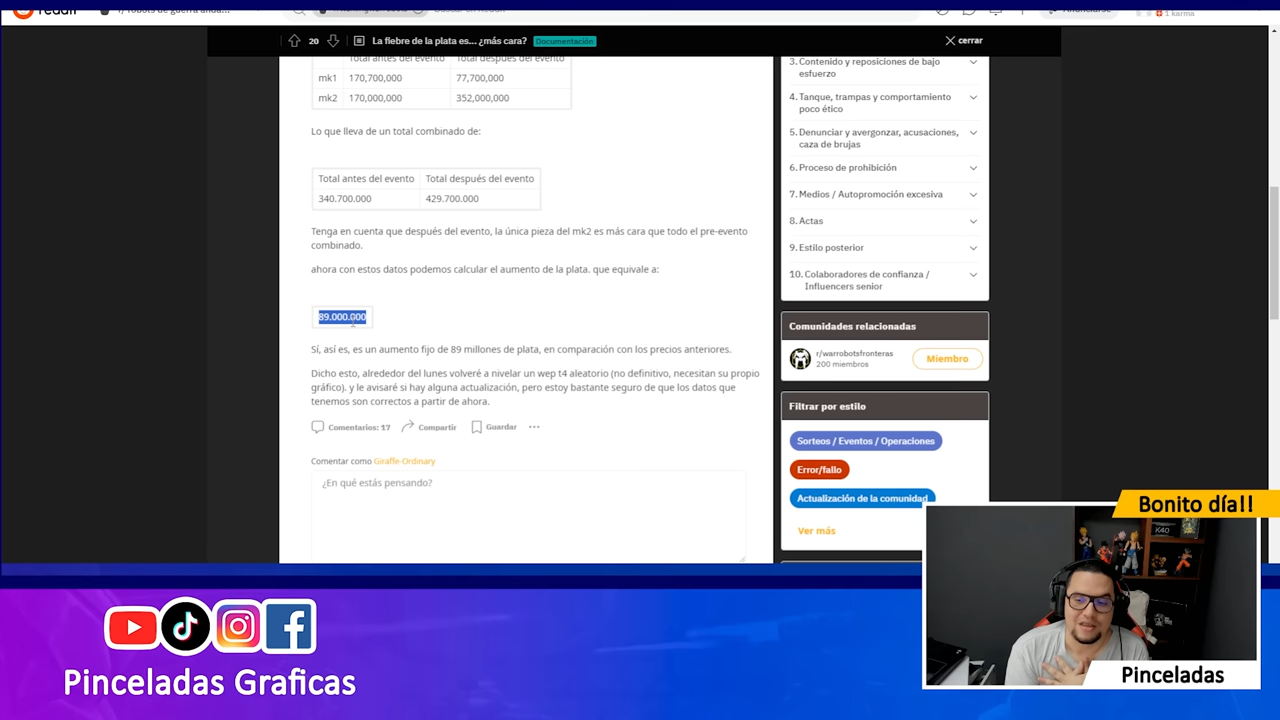 reddit
20
La fiebre de la plata es... ¿más cara?
Documentación
cerrar
Total antes del evento
Total después del evento
mk1
170,700,000
77,700,000
mk2
170,000,000
352,000,000
Lo que lleva de un total combinado de:
Total antes del evento
Total después del evento
340.700.000
429.700.000
Tenga en cuenta que después del evento, la única pieza del mk2 es más cara que todo el pre-evento
combinado.
ahora con estos datos podemos calcular el aumento de la plata. que equivale a:
89.000.000
Sí, así es, es un aumento fijo de 89 millones de plata, en comparación con los precios anteriores.
Dicho esto, alrededor del lunes volveré a nivelar un wep t4 aleatorio (no definitivo, necesitan su propio
gráfico). y le avisaré si hay alguna actualización, pero estoy bastante seguro de que los datos que
tenemos son correctos a partir de ahora.
Comentarios: 17
Compartir
Guardar
Comentar como Giraffe-Ordinary
¿En qué estás pensando?
3. Contenido y reposiciones de bajo
esfuerzo
4. Tanque, trampas y comportamiento
poco ético
5. Denunciar y avergonzar, acusaciones,
caza de brujas
6. Proceso de prohibición
7. Medios / Autopromoción excesiva
8. Actas
9. Estilo posterior
10. Colaboradores de confianza /
Influencers senior
Comunidades relacionadas
r/warrobotsfronteras
200 miembros
Miembro
Filtrar por estilo
Sorteos / Eventos / Operaciones
Error/fallo
Actualización de la comunidad
Ver más
Bonito día!!
K40
Pinceladas
Pinceladas Graficas